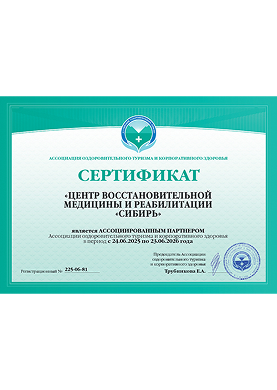 АССОЦИАЦИЯ ОЗДОРОВИТЕЛЬНОГО ТУРИЗМА И КОРПОРАТИВНОГО ЗДОРОВЬЯ
СЕРТИФИКАТ
«ЦЕНТР ВОССТАНОВИТЕЛЬНОЙ
МЕДИЦИНЫ И РЕАБИЛИТАЦИИ
«СИБИРЬ»
является АССОЦИИРОВАННЫМ ПАРТНЕРОМ
Ассоциации оздоровительного туризма и корпоративного здоровья
в период с 24.06.2025 по 23.06.2026 года
Председатель Ассоциации
оздоровительного туризма
и корпоративного здоровья
Регистрационный № 225-06-81
Трубникова Е.А.